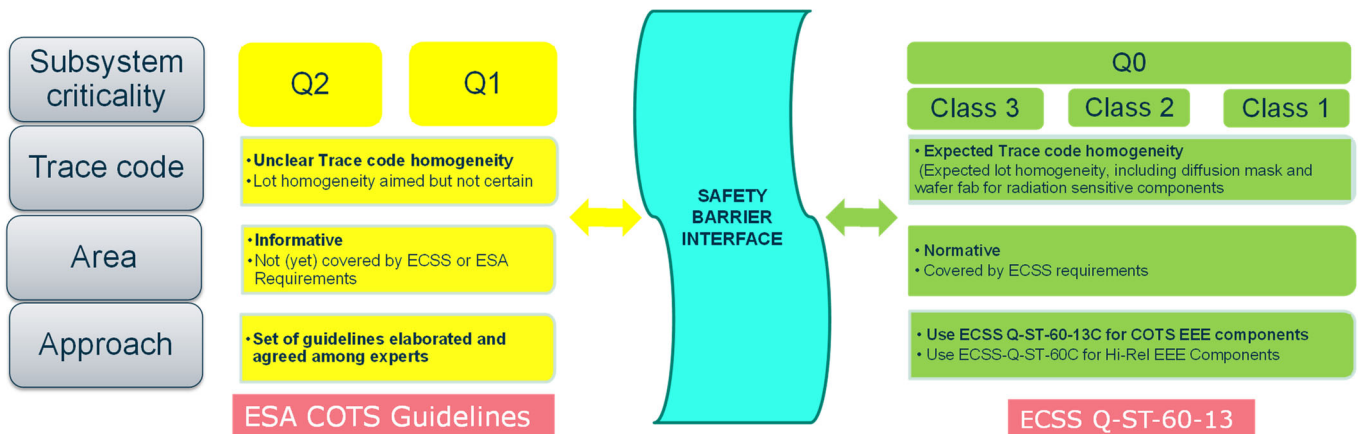 Subsystem
criticality
Q2
Q1
Q0
Class 3
Class 2
Class 1
Trace code
• Unclear Trace code homogeneity
• Lot homogeneity aimed but not certain
• Expected Trace code homogeneity
(Expected lot homogeneity, including diffusion mask and
wafer fab for radiation sensitive components
SAFETY
BARRIER
INTERFACE
Area
• Informative
• Not (yet) covered by ECSS or ESA
Requirements
• Normative
• Covered by ECSS requirements
Approach
• Set of guidelines elaborated and
agreed among experts
• Use ECSS Q-ST-60-13C for COTS EEE components
• Use ECSS-Q-ST-60C for Hi-Rel EEE Components
ESA COTS Guidelines
ECSS Q-ST-60-13